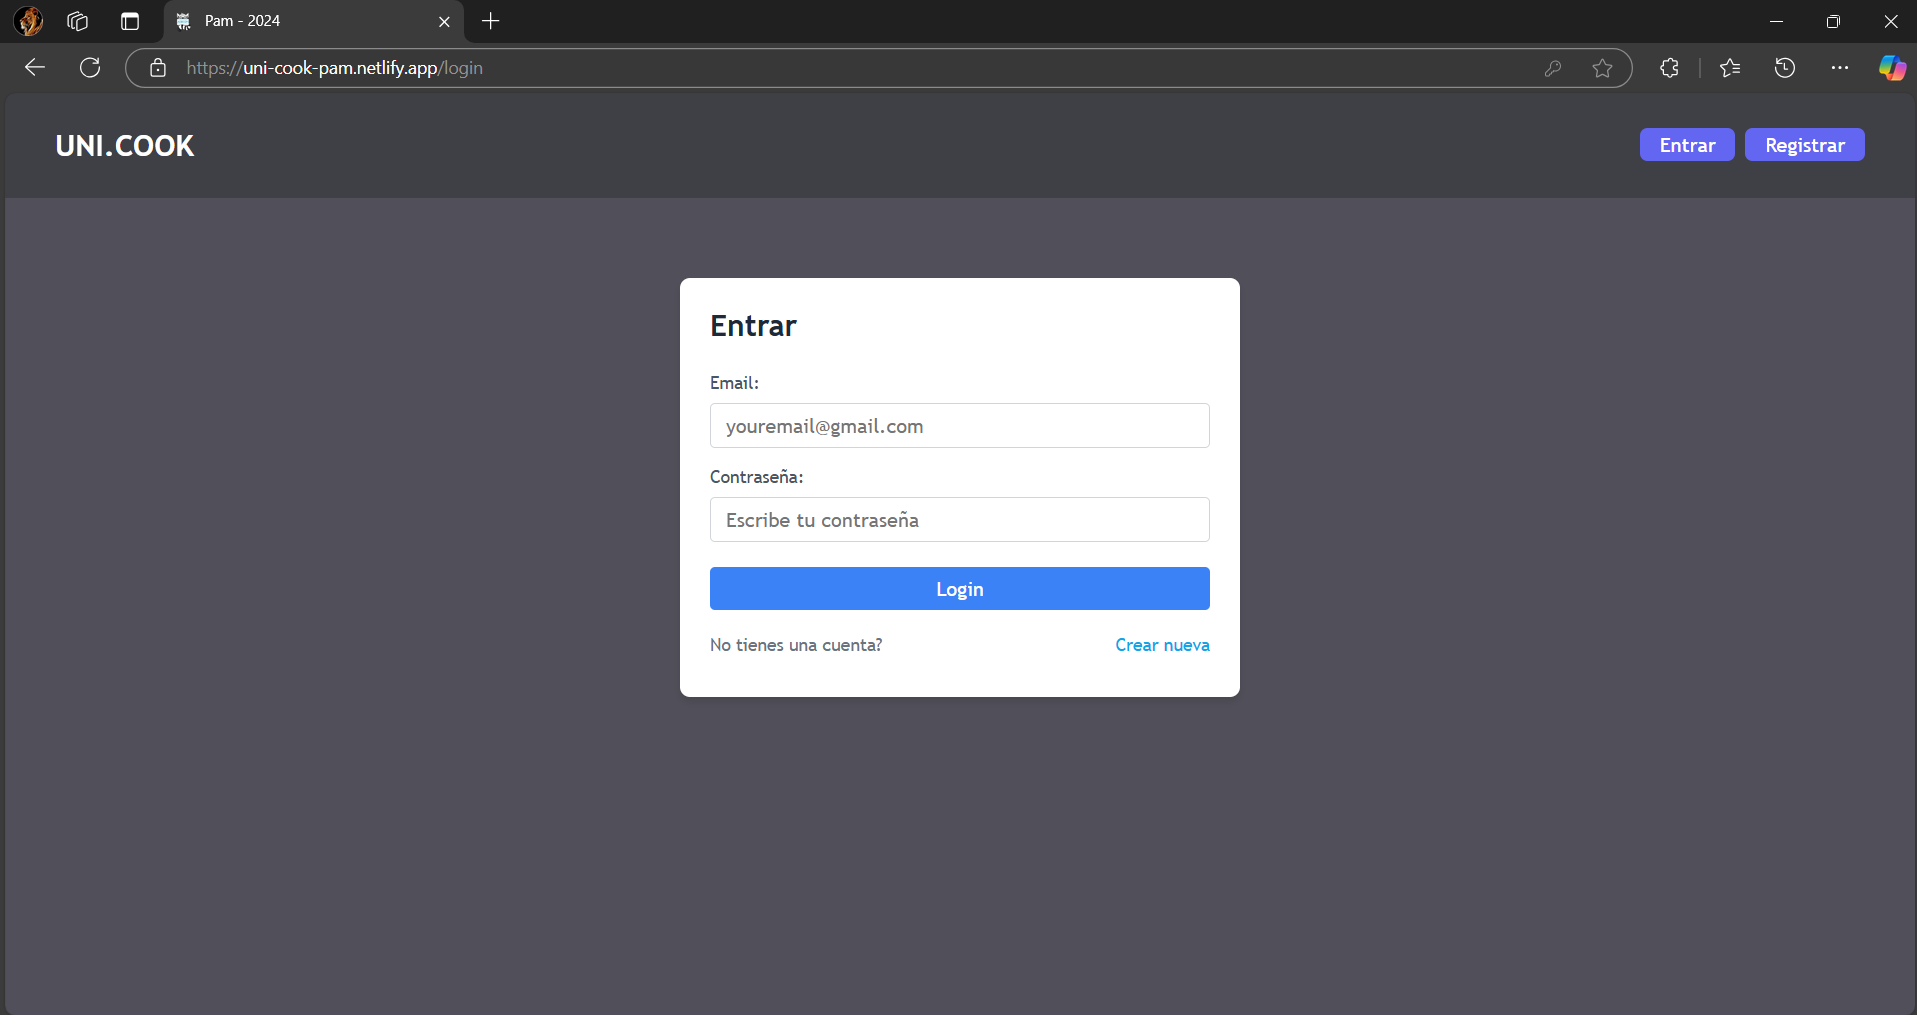 Pam - 2024
https://uni-cook-pam.netlify.app/login
UNI.COOK
Entrar
Registrar
Entrar
Email:
youremail@gmail.com
Contraseña:
Escribe tu contraseña
Login
No tienes una cuenta?
Crear nueva